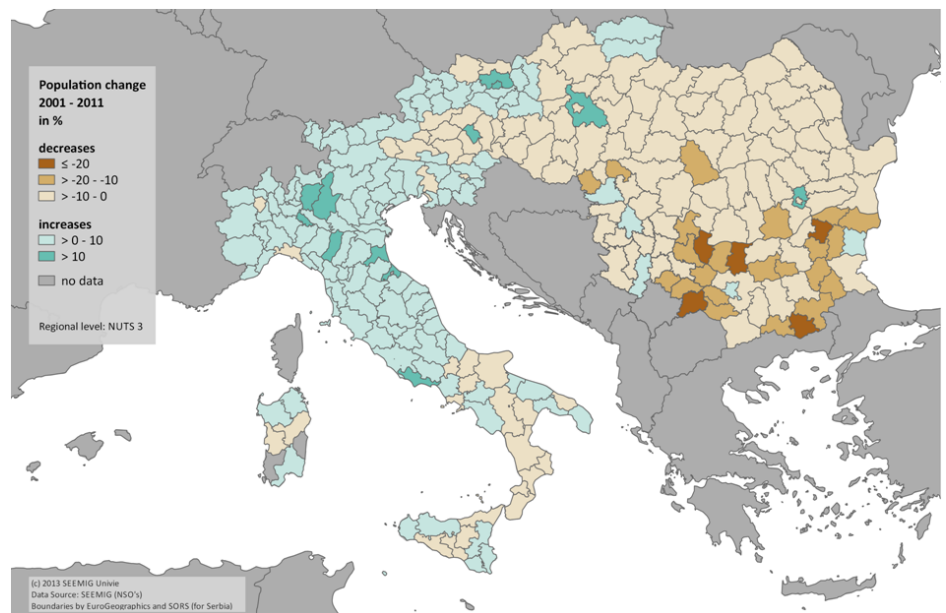 Population change
2001 - 2011
in %
decreases
≤ -20
> -20 - -10
> -10 - 0
increases
> 0 - 10
> 10
no data
Regional level: NUTS 3
(c) 2013 SEEMIG Univie
Data Source: SEEMIG (NSO's)
Boundaries by EuroGeographics and SORS (for Serbia)